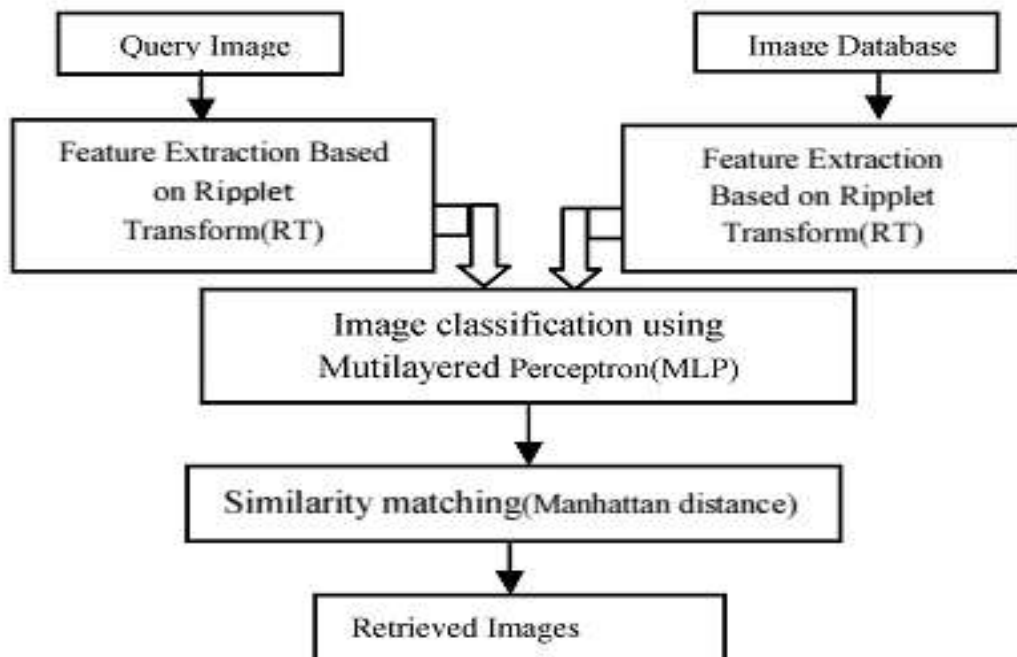 Query Image
Image Database
Feature Extraction Based
on Ripplet
Transform(RT)
Feature Extraction
Based on Ripplet
Transform(RT)
Image classification using
Mutilayered Perceptron(MLP)
Similarity matching(Manhattan distance)
Retrieved Images